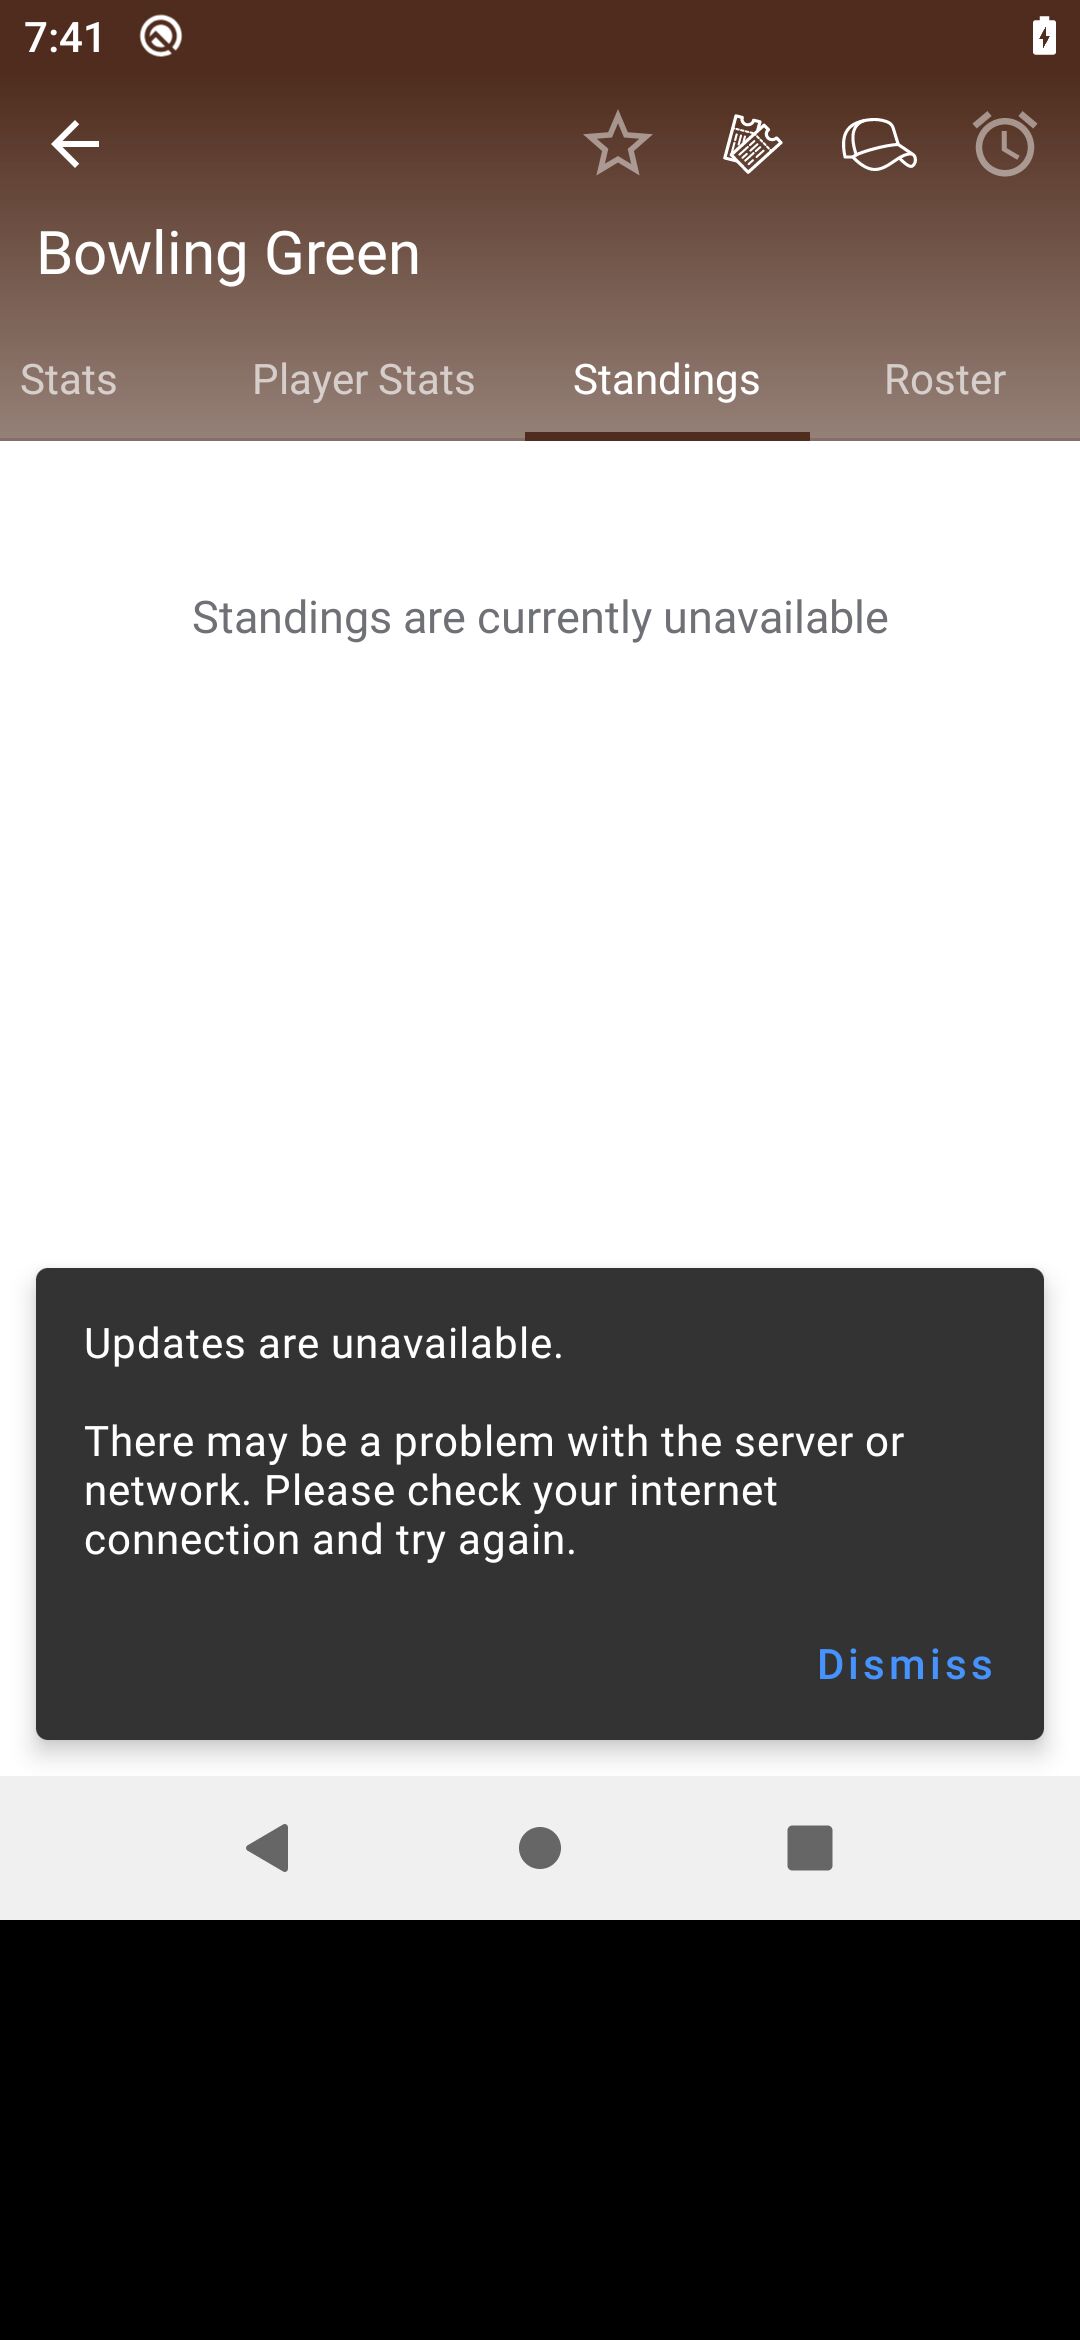 7:41
Bowling Green
Stats Player Stats Standings Roster
Standings are currently unavailable
Updates are unavailable.
There may be a problem with the server or
network. Please check your internet
connection and try again.
Dismiss